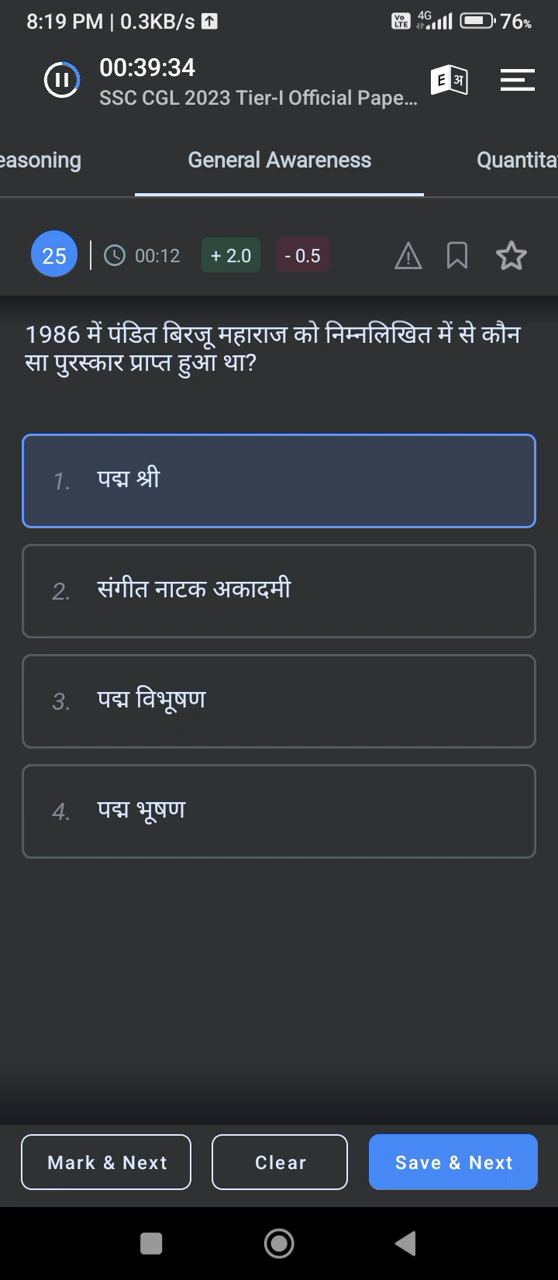 8:19 PM | 0.3KB/s
Vo LTE 4G 76%
00:39:34
SSC CGL 2023 Tier-I Official Pape...
E अ
easoning General Awareness Quantita
25 | 00:12 + 2.0 - 0.5
1986 में पंडित बिरजू महाराज को निम्नलिखित में से कौन
सा पुरस्कार प्राप्त हुआ था?
1. पद्म श्री
2. संगीत नाटक अकादमी
3. पद्म विभूषण
4. पद्म भूषण
Mark & Next Clear Save & Next